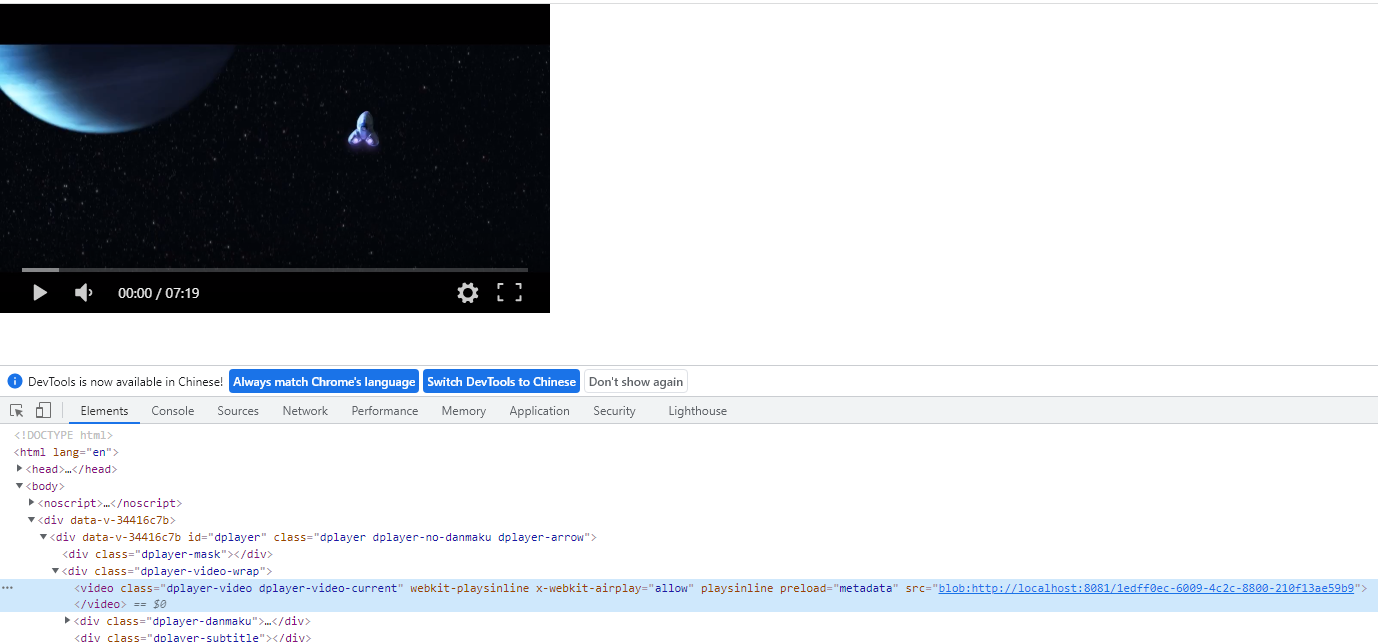 00:00 / 07:19
DevTools is now available in Chinese! Always match Chrome's language Switch DevTools to Chinese Don't show again
Elements Console Sources Network Performance Memory Application Security Lighthouse
<!DOCTYPE html>
<html lang="en">
<head>…</head>
<body>
<noscript>…</noscript>
<div data-v-34416c7b>
<div data-v-34416c7b id="dplayer" class="dplayer dplayer-no-danmaku dplayer-arrow">
<div class="dplayer-mask"></div>
<div class="dplayer-video-wrap">
<video class="dplayer-video dplayer-video-current" webkit-playsinline x-webkit-airplay="allow" playsinline preload="metadata" src="blob:http://localhost:8081/1edff0ec-6009-4c2c-8800-210f13ae59b9">
</video> == $0
<div class="dplayer-danmaku">…</div>
<div class="dplayer-subtitle"></div>